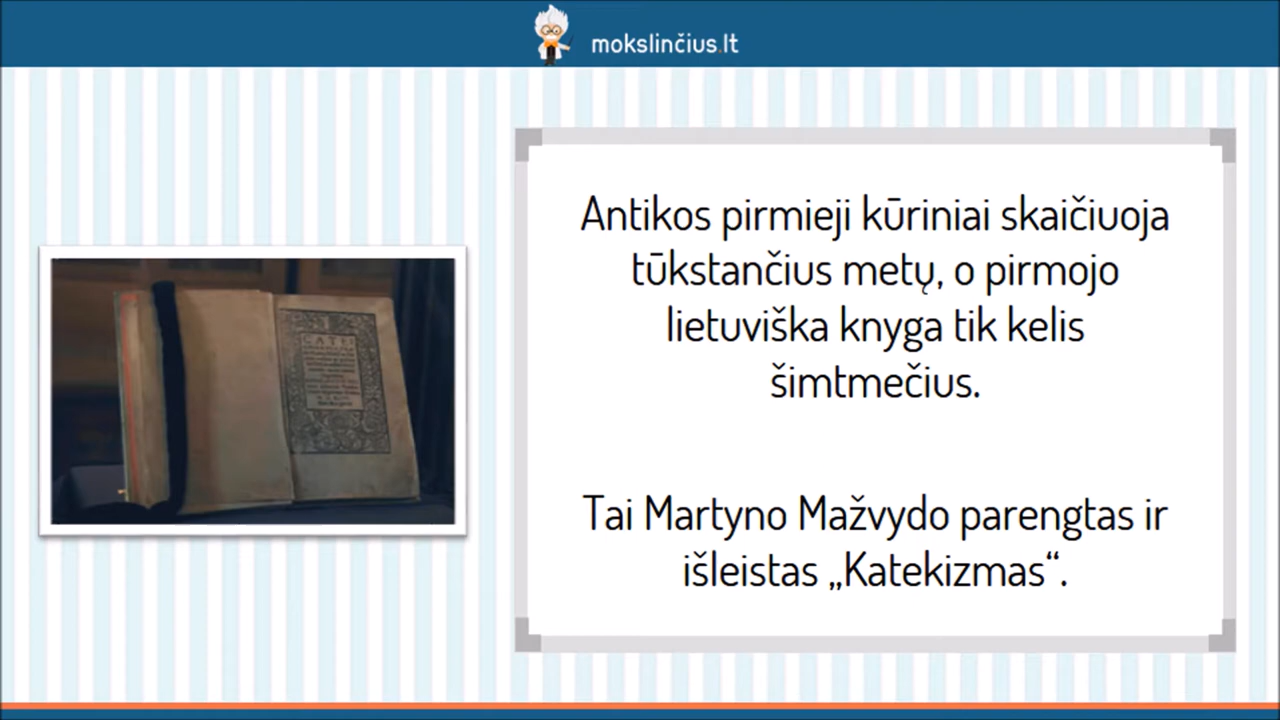 mokslinčius.lt
Antikos pirmieji kūriniai skaičiuoja
tūkstančius metų, o pirmojo
lietuviška knyga tik kelis
šimtmečius.
Tai Martyno Mažvydo parengtas ir
išleistas „Katekizmas“.